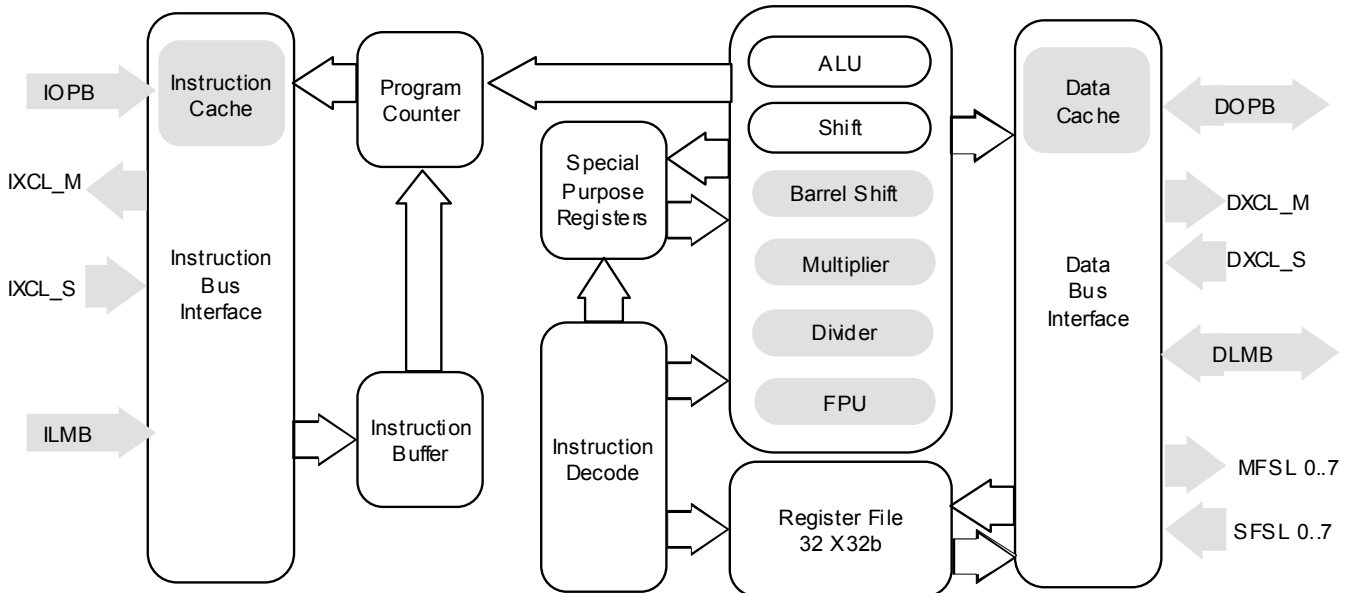 IOPB
IXCL_M
IXCL_S
ILMB
Instruction
Cache
Instruction
Bus
Interface
Program
Counter
Instruction
Buffer
Special
Purpose
Registers
Instruction
Decode
ALU
Shift
Barrel Shift
Multiplier
Divider
FPU
Register File
32 X 32b
Data
Cache
Data
Bus
Interface
DOPB
DXCL_M
DXCL_S
DLMB
MFSL 0..7
SFSL 0..7